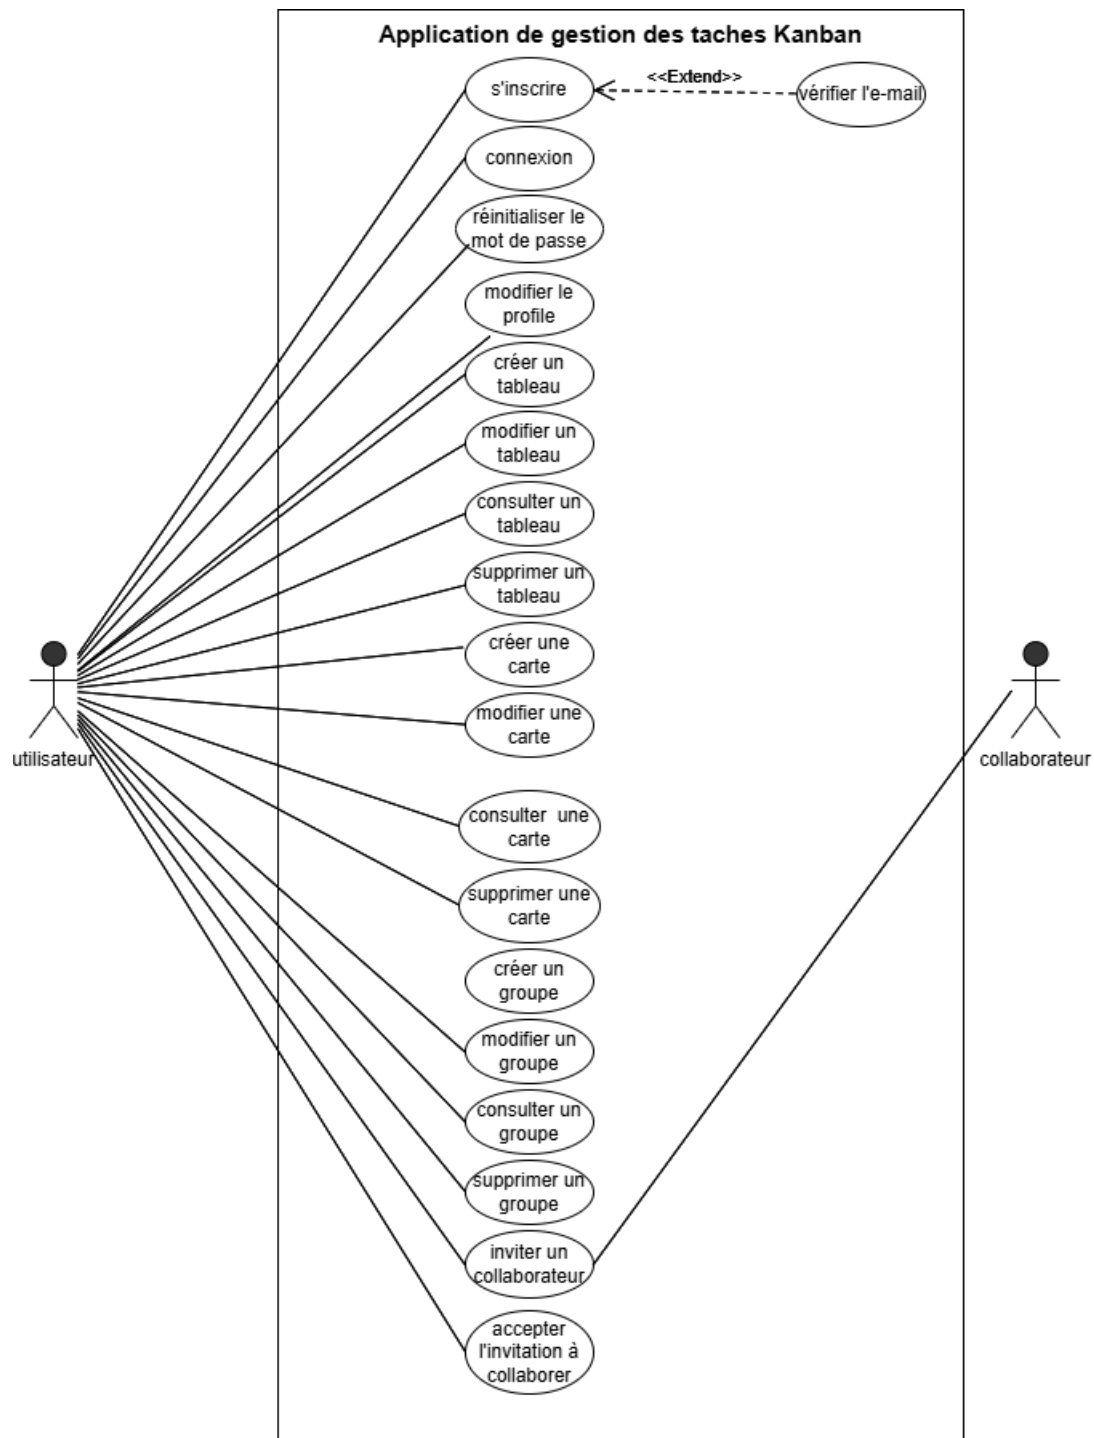 Application de gestion des taches Kanban
s'inscrire
<<Extend>>
vérifier l'e-mail
connexion
réinitialiser le
mot de passe
modifier le
profile
créer un
tableau
modifier un
tableau
consulter un
tableau
supprimer un
tableau
créer une
carte
modifier une
carte
utilisateur
collaborateur
consulter une
carte
supprimer une
carte
créer un
groupe
modifier un
groupe
consulter un
groupe
supprimer un
groupe
inviter un
collaborateur
accepter
l'invitation à
collaborer